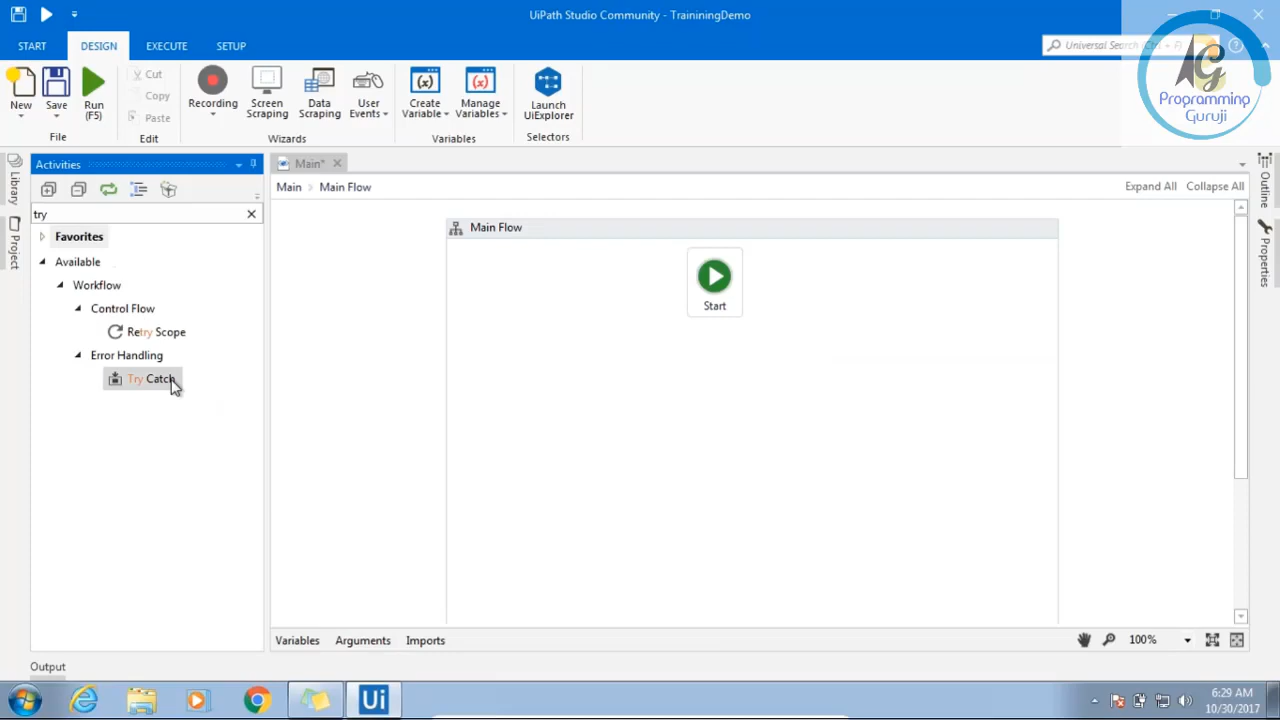 UiPath Studio Community - TraininingDemo
START
DESIGN
EXECUTE
SETUP
Universal Search (Ctrl + F)
New
Save
Run
(F5)
File
Cut
Copy
Paste
Edit
Recording
Screen
Scraping
Data
Scraping
User
Events
Wizards
Create
Variable
Manage
Variables
Variables
Launch
UiExplorer
Selectors
Programming
Guruji
Library
Project
Activities
try
Favorites
Available
Workflow
Control Flow
Retry Scope
Error Handling
Try Catch
Main*
Main > Main Flow
Expand All
Collapse All
Main Flow
Start
Outline
Properties
Variables
Arguments
Imports
100%
Output
Ui
6:29 AM
10/30/2017